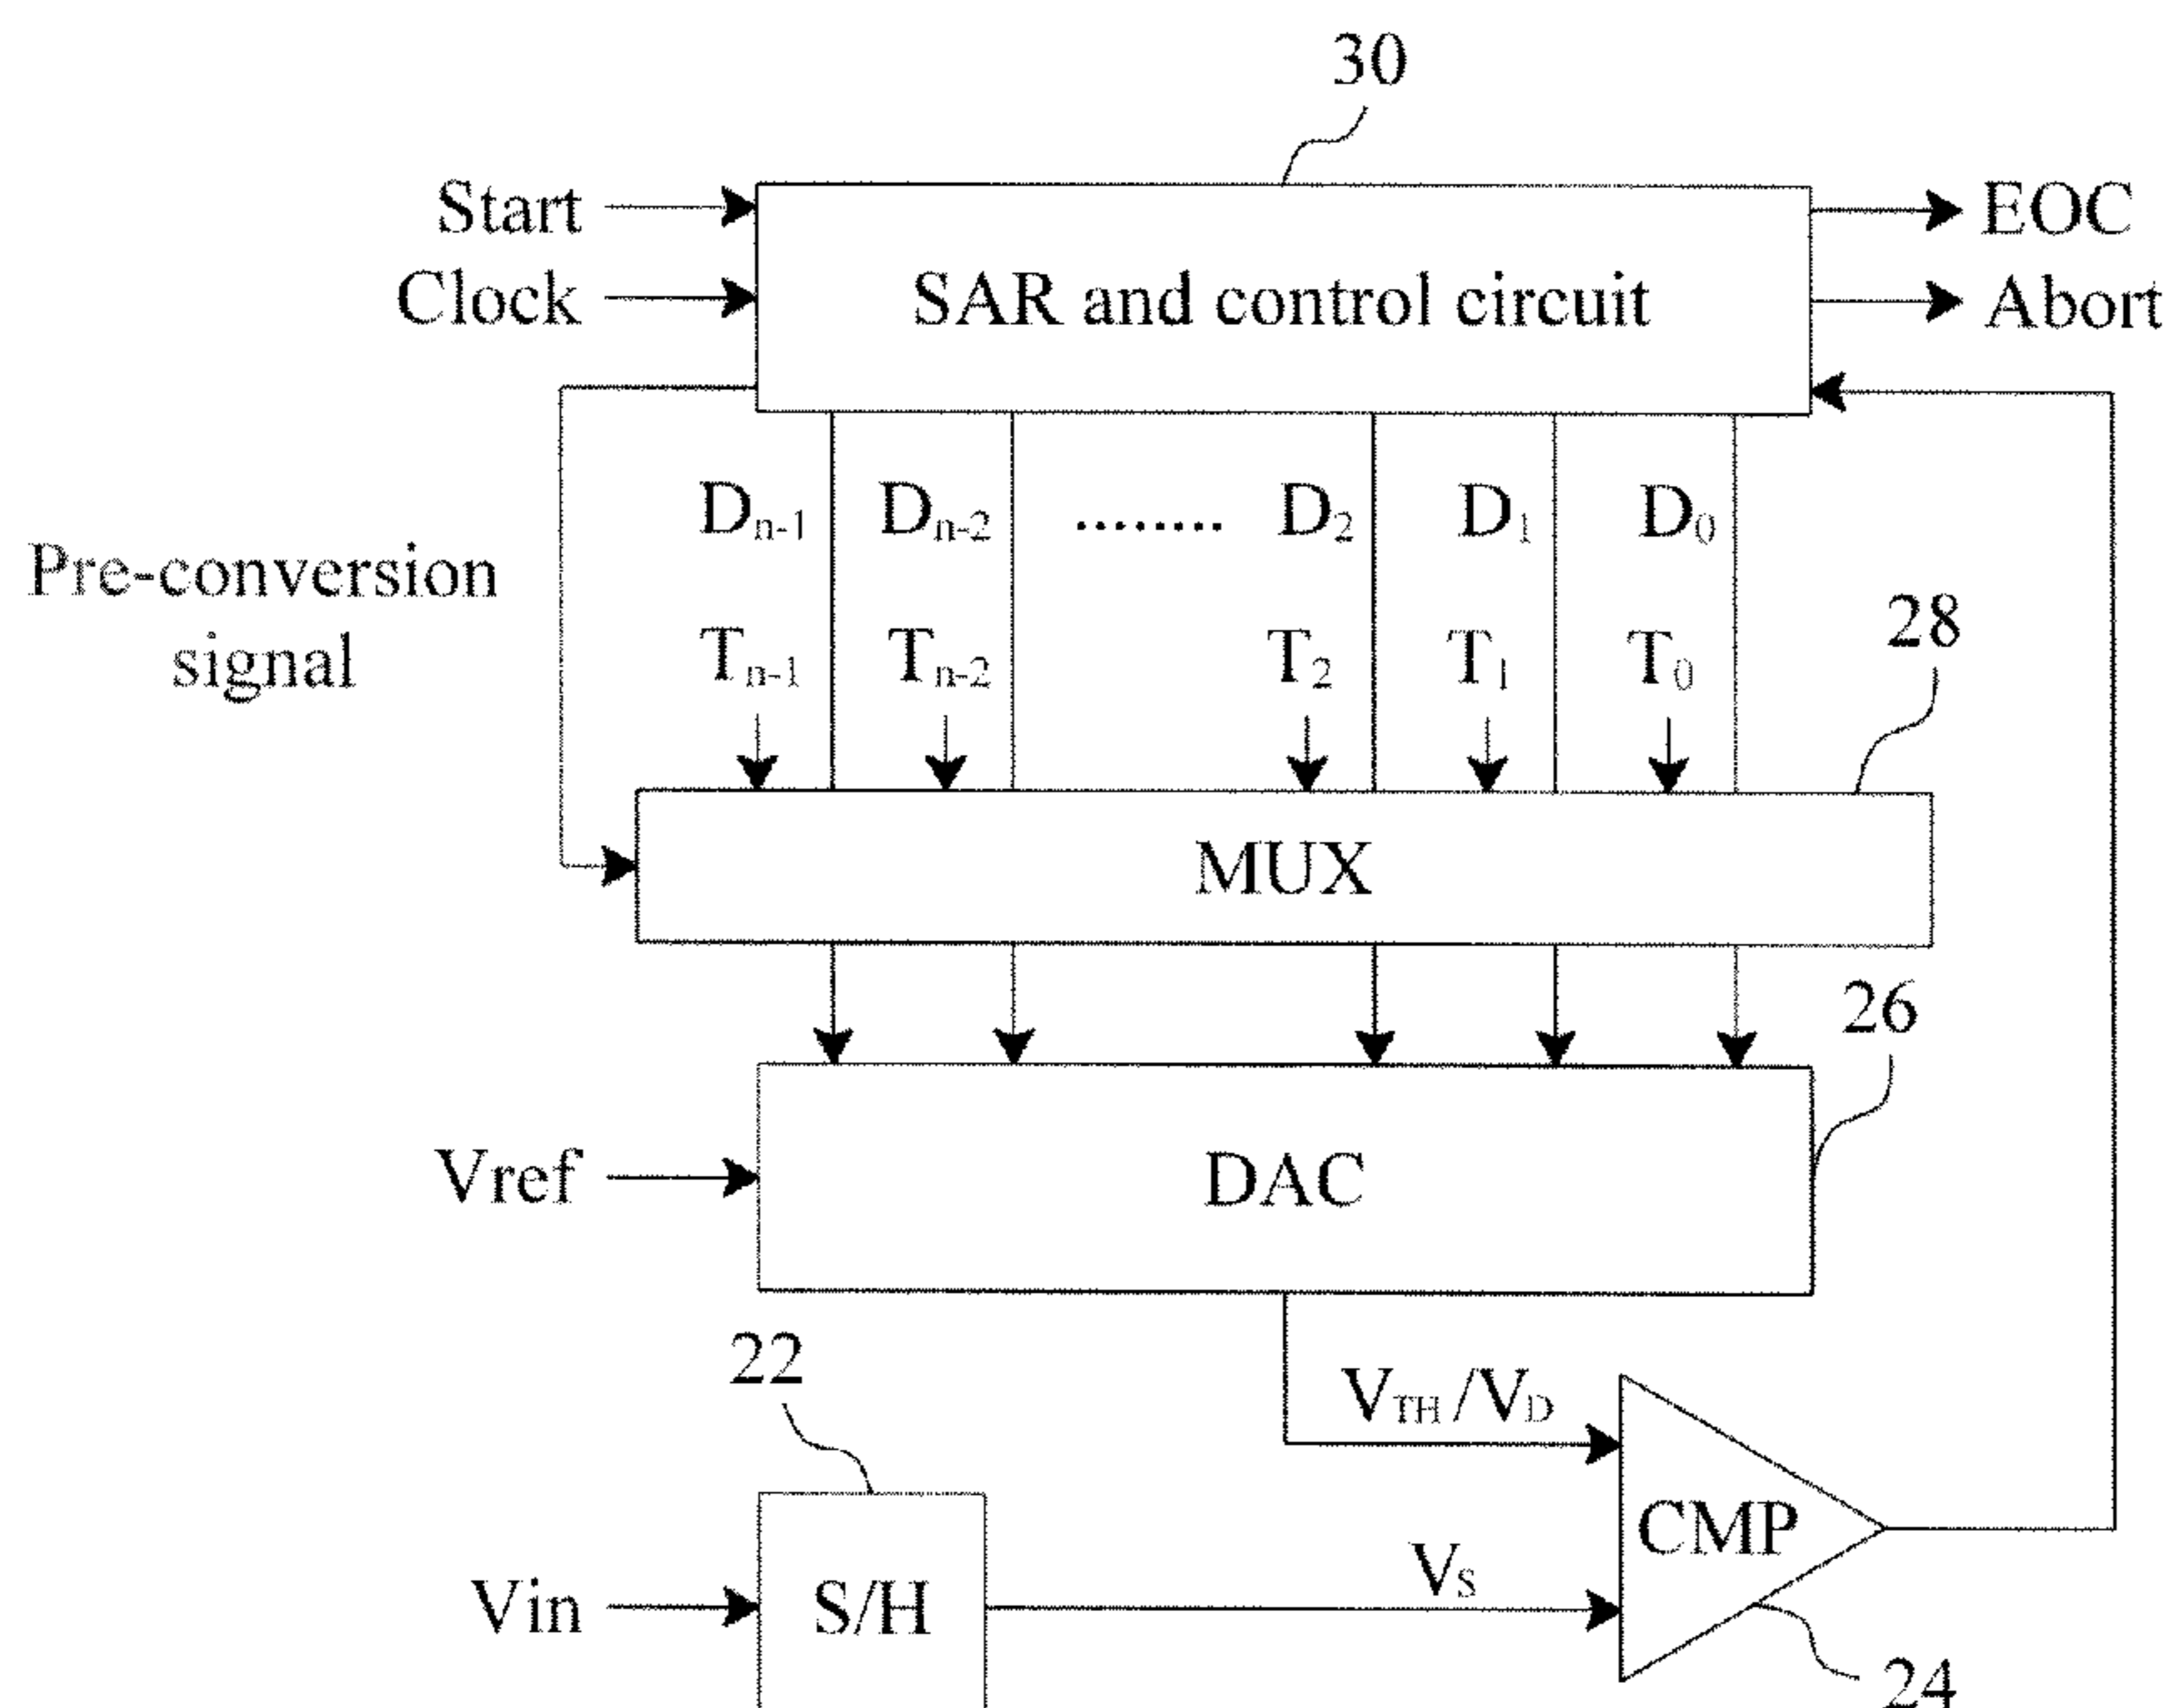 30
Start
EOC
Clock
SAR and control circuit
Abort
Dn-1 Dn-2 ........ D2 D1 D0
Pre-conversion
signal
Tn-1 Tn-2 T2 T1 T0
28
MUX
26
Vref
DAC
22
VTH /VD
CMP
Vin
S/H
VS
24